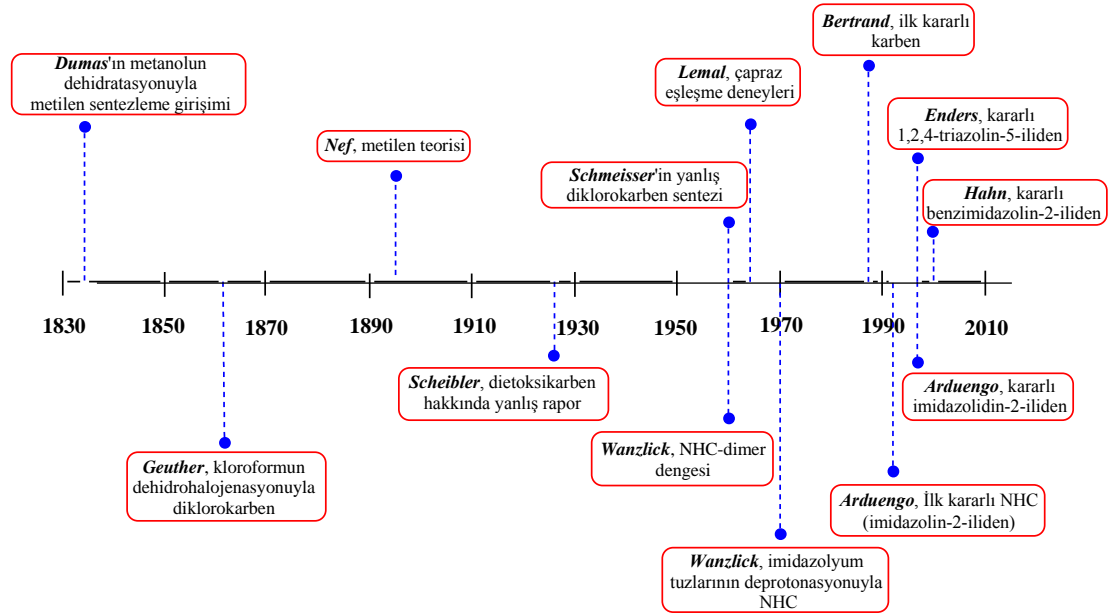 Dumas'ın metanolun
dehidratasyonuyla
metilen sentezleme girişimi
Nef, metilen teorisi
Lemal, çapraz
eşleşme deneyleri
Schmeisser'in yanlış
diklorokarben sentezi
Bertrand, ilk kararlı
karben
Enders, kararlı
1,2,4-triazolin-5-iliden
Hahn, kararlı
benzimidazolin-2-iliden
1830 1850 1870 1890 1910 1930 1950 1970 1990 2010
Geuther, kloroformun
dehidrohalojenasyonuyla
diklorokarben
Scheibler, dietoksikarben
hakkında yanlış rapor
Wanzlick, NHC-dimer
dengesi
Wanzlick, imidazolyum
tuzlarının deprotonasyonuyla
NHC
Arduengo, kararlı
imidazolidin-2-iliden
Arduengo, İlk kararlı NHC
(imidazolin-2-iliden)